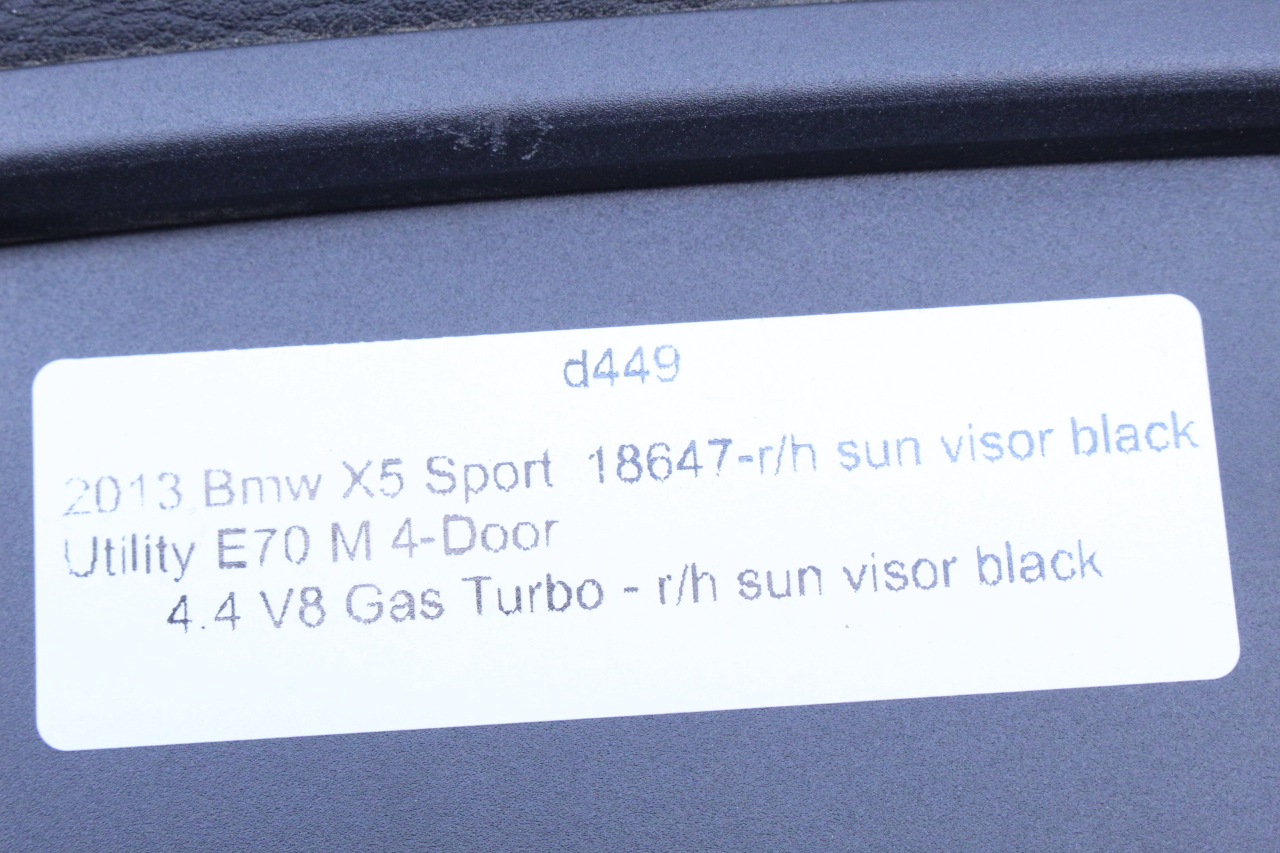 d449
2013 Bmw X5 Sport 18647-r/h sun visor black
Utility E70 M 4-Door
4.4 V8 Gas Turbo - r/h sun visor black